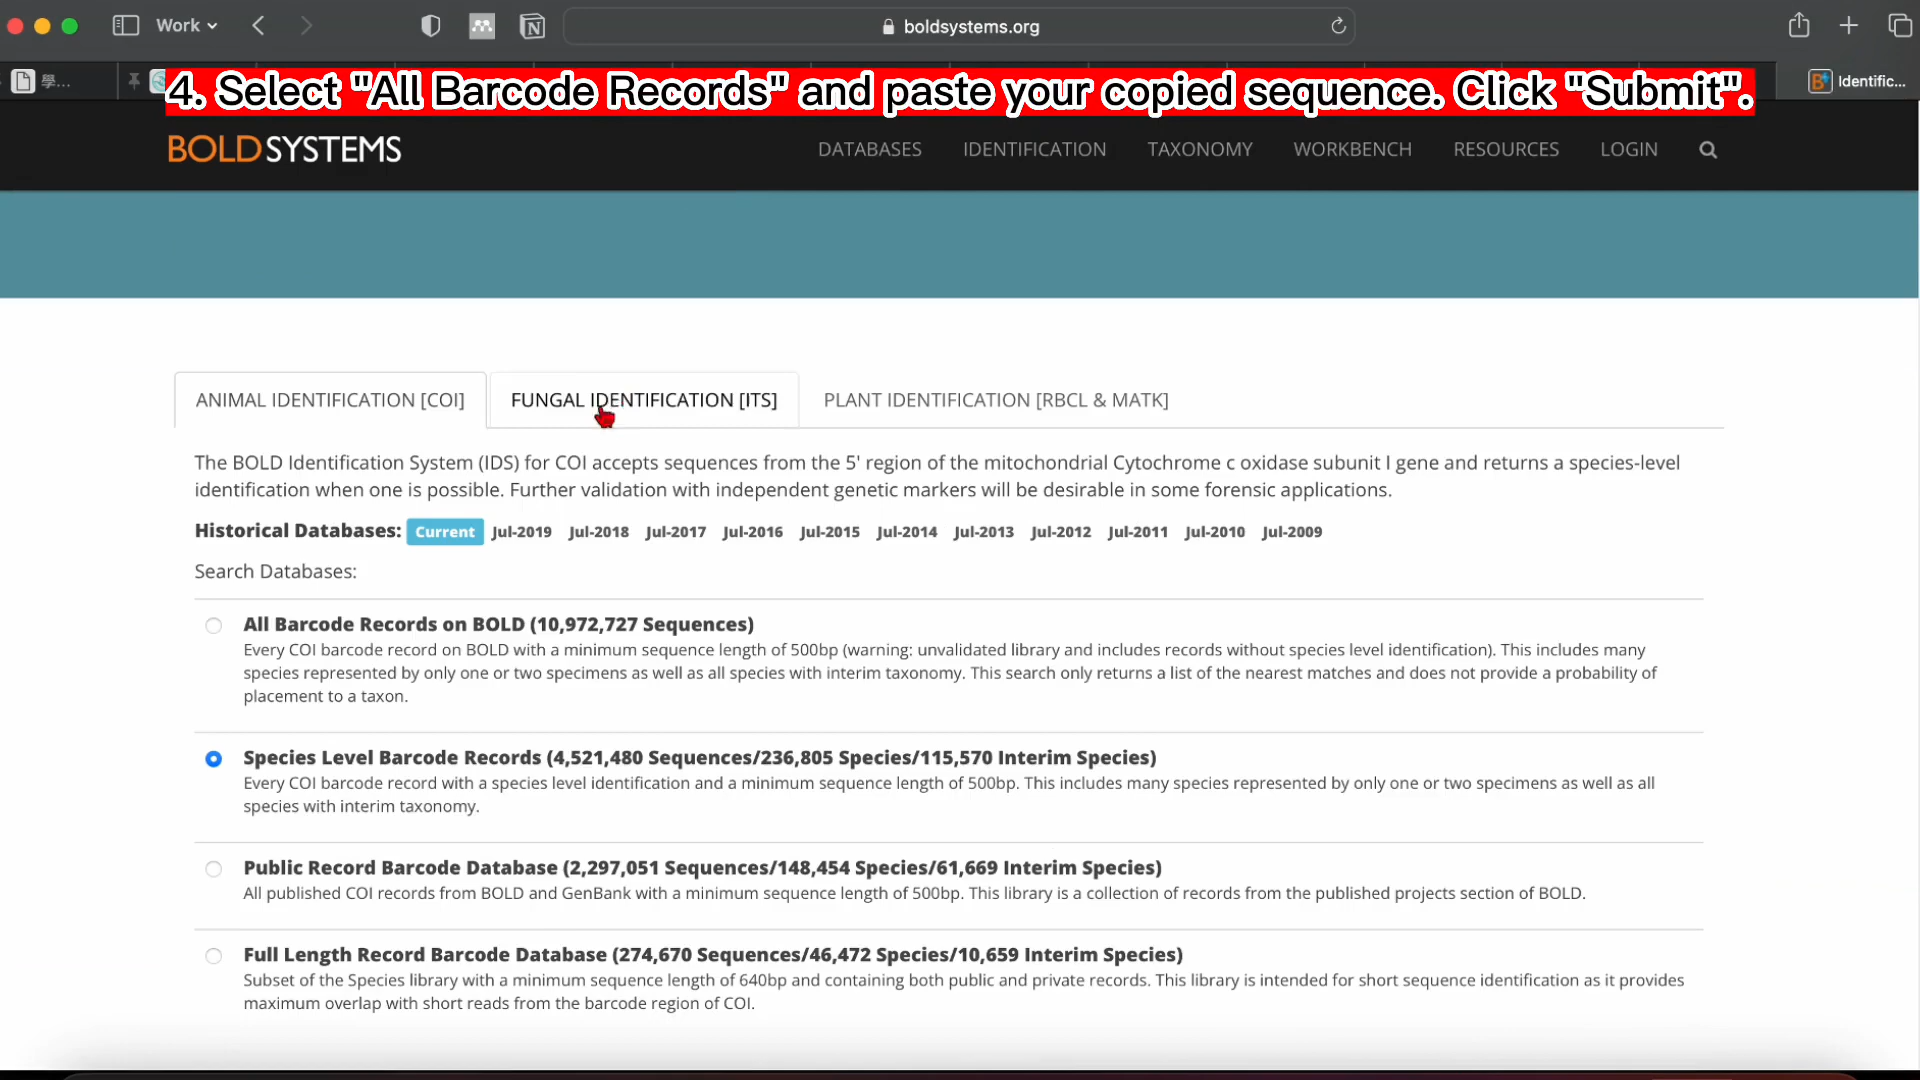 Work
boldsystems.org
學...
Identific...
4. Select "All Barcode Records" and paste your copied sequence. Click "Submit".
BOLDSYSTEMS
DATABASES IDENTIFICATION TAXONOMY WORKBENCH RESOURCES LOGIN
ANIMAL IDENTIFICATION [COI] FUNGAL IDENTIFICATION [ITS] PLANT IDENTIFICATION [RBCL & MATK]
The BOLD Identification System (IDS) for COI accepts sequences from the 5' region of the mitochondrial Cytochrome c oxidase subunit I gene and returns a species-level
identification when one is possible. Further validation with independent genetic markers will be desirable in some forensic applications.
Historical Databases: Current Jul-2019 Jul-2018 Jul-2017 Jul-2016 Jul-2015 Jul-2014 Jul-2013 Jul-2012 Jul-2011 Jul-2010 Jul-2009
Search Databases:
All Barcode Records on BOLD (10,972,727 Sequences)
Every COI barcode record on BOLD with a minimum sequence length of 500bp (warning: unvalidated library and includes records without species level identification). This includes many
species represented by only one or two specimens as well as all species with interim taxonomy. This search only returns a list of the nearest matches and does not provide a probability of
placement to a taxon.
Species Level Barcode Records (4,521,480 Sequences/236,805 Species/115,570 Interim Species)
Every COI barcode record with a species level identification and a minimum sequence length of 500bp. This includes many species represented by only one or two specimens as well as all
species with interim taxonomy.
Public Record Barcode Database (2,297,051 Sequences/148,454 Species/61,669 Interim Species)
All published COI records from BOLD and GenBank with a minimum sequence length of 500bp. This library is a collection of records from the published projects section of BOLD.
Full Length Record Barcode Database (274,670 Sequences/46,472 Species/10,659 Interim Species)
Subset of the Species library with a minimum sequence length of 640bp and containing both public and private records. This library is intended for short sequence identification as it provides
maximum overlap with short reads from the barcode region of COI.